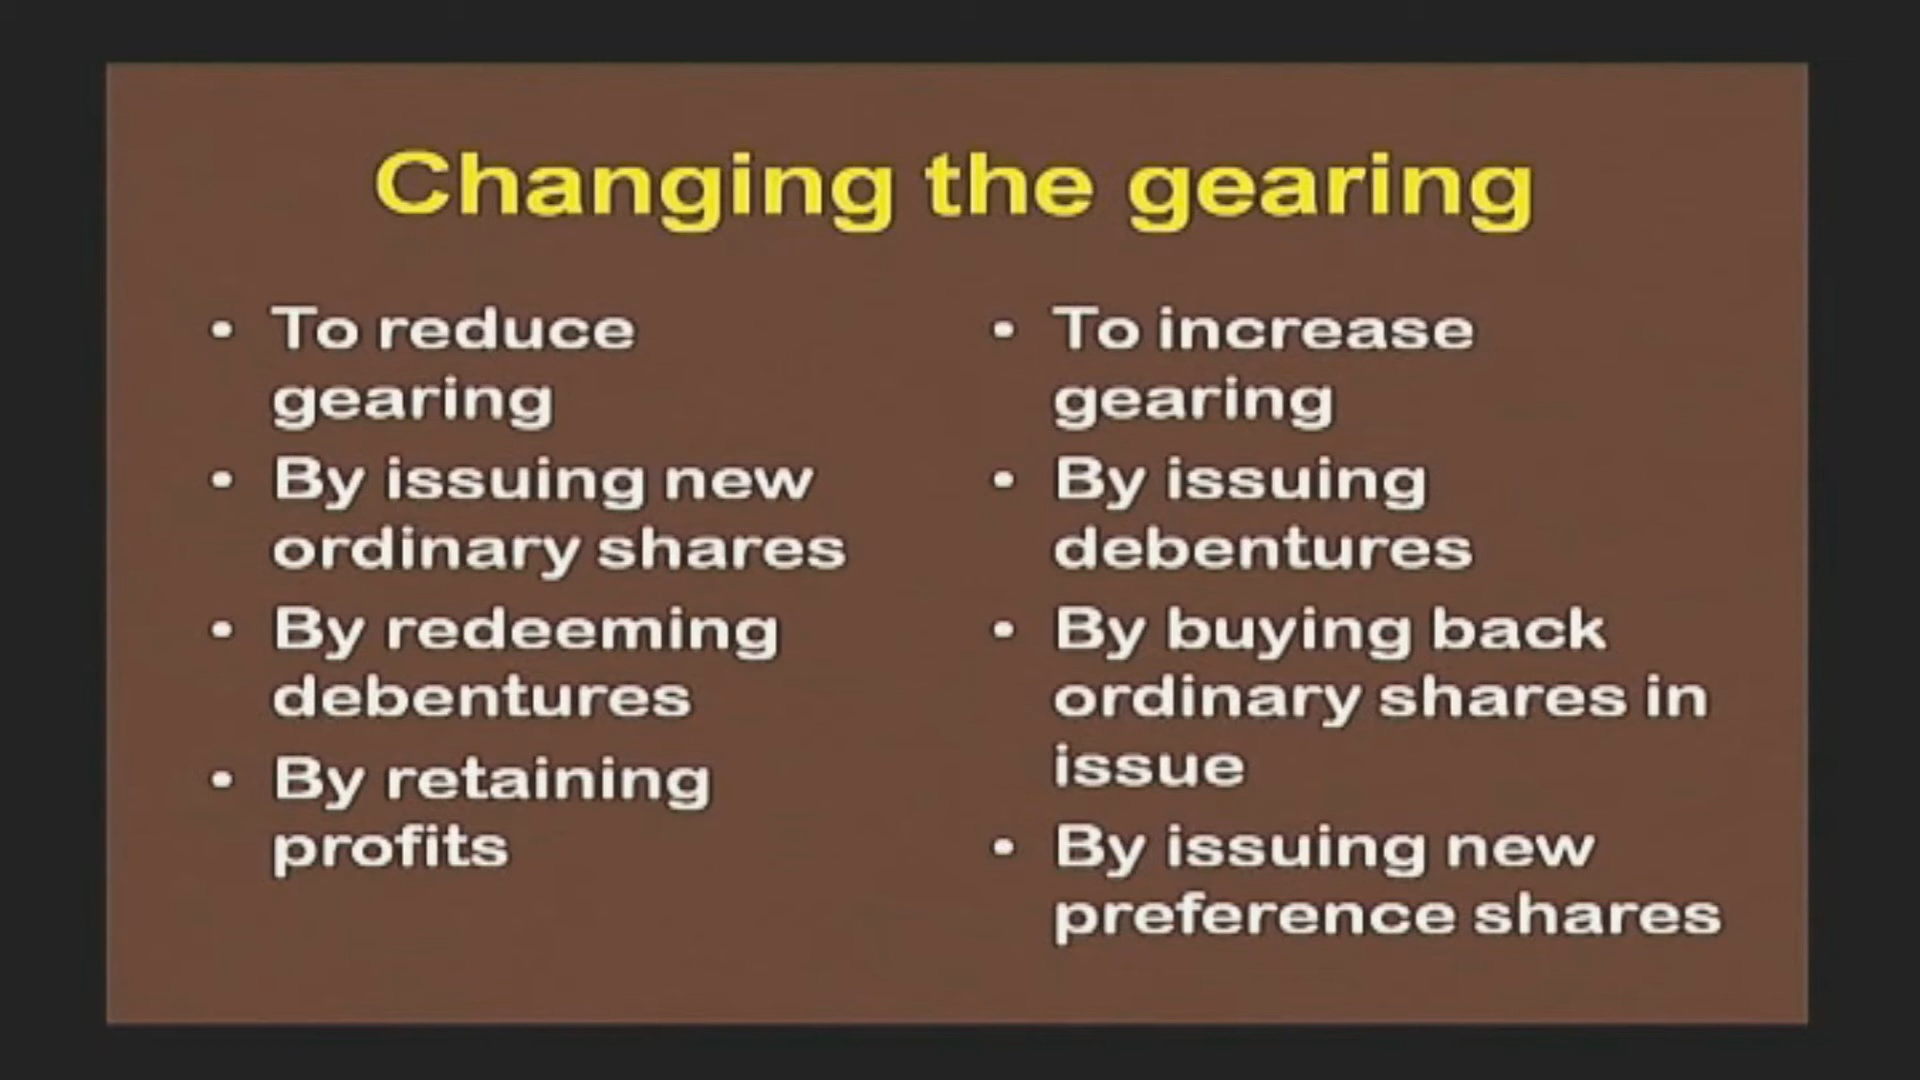 Changing the gearing
• To reduce
gearing
• By issuing new
ordinary shares
• By redeeming
debentures
• By retaining
profits
• To increase
gearing
• By issuing
debentures
• By buying back
ordinary shares in
issue
• By issuing new
preference shares